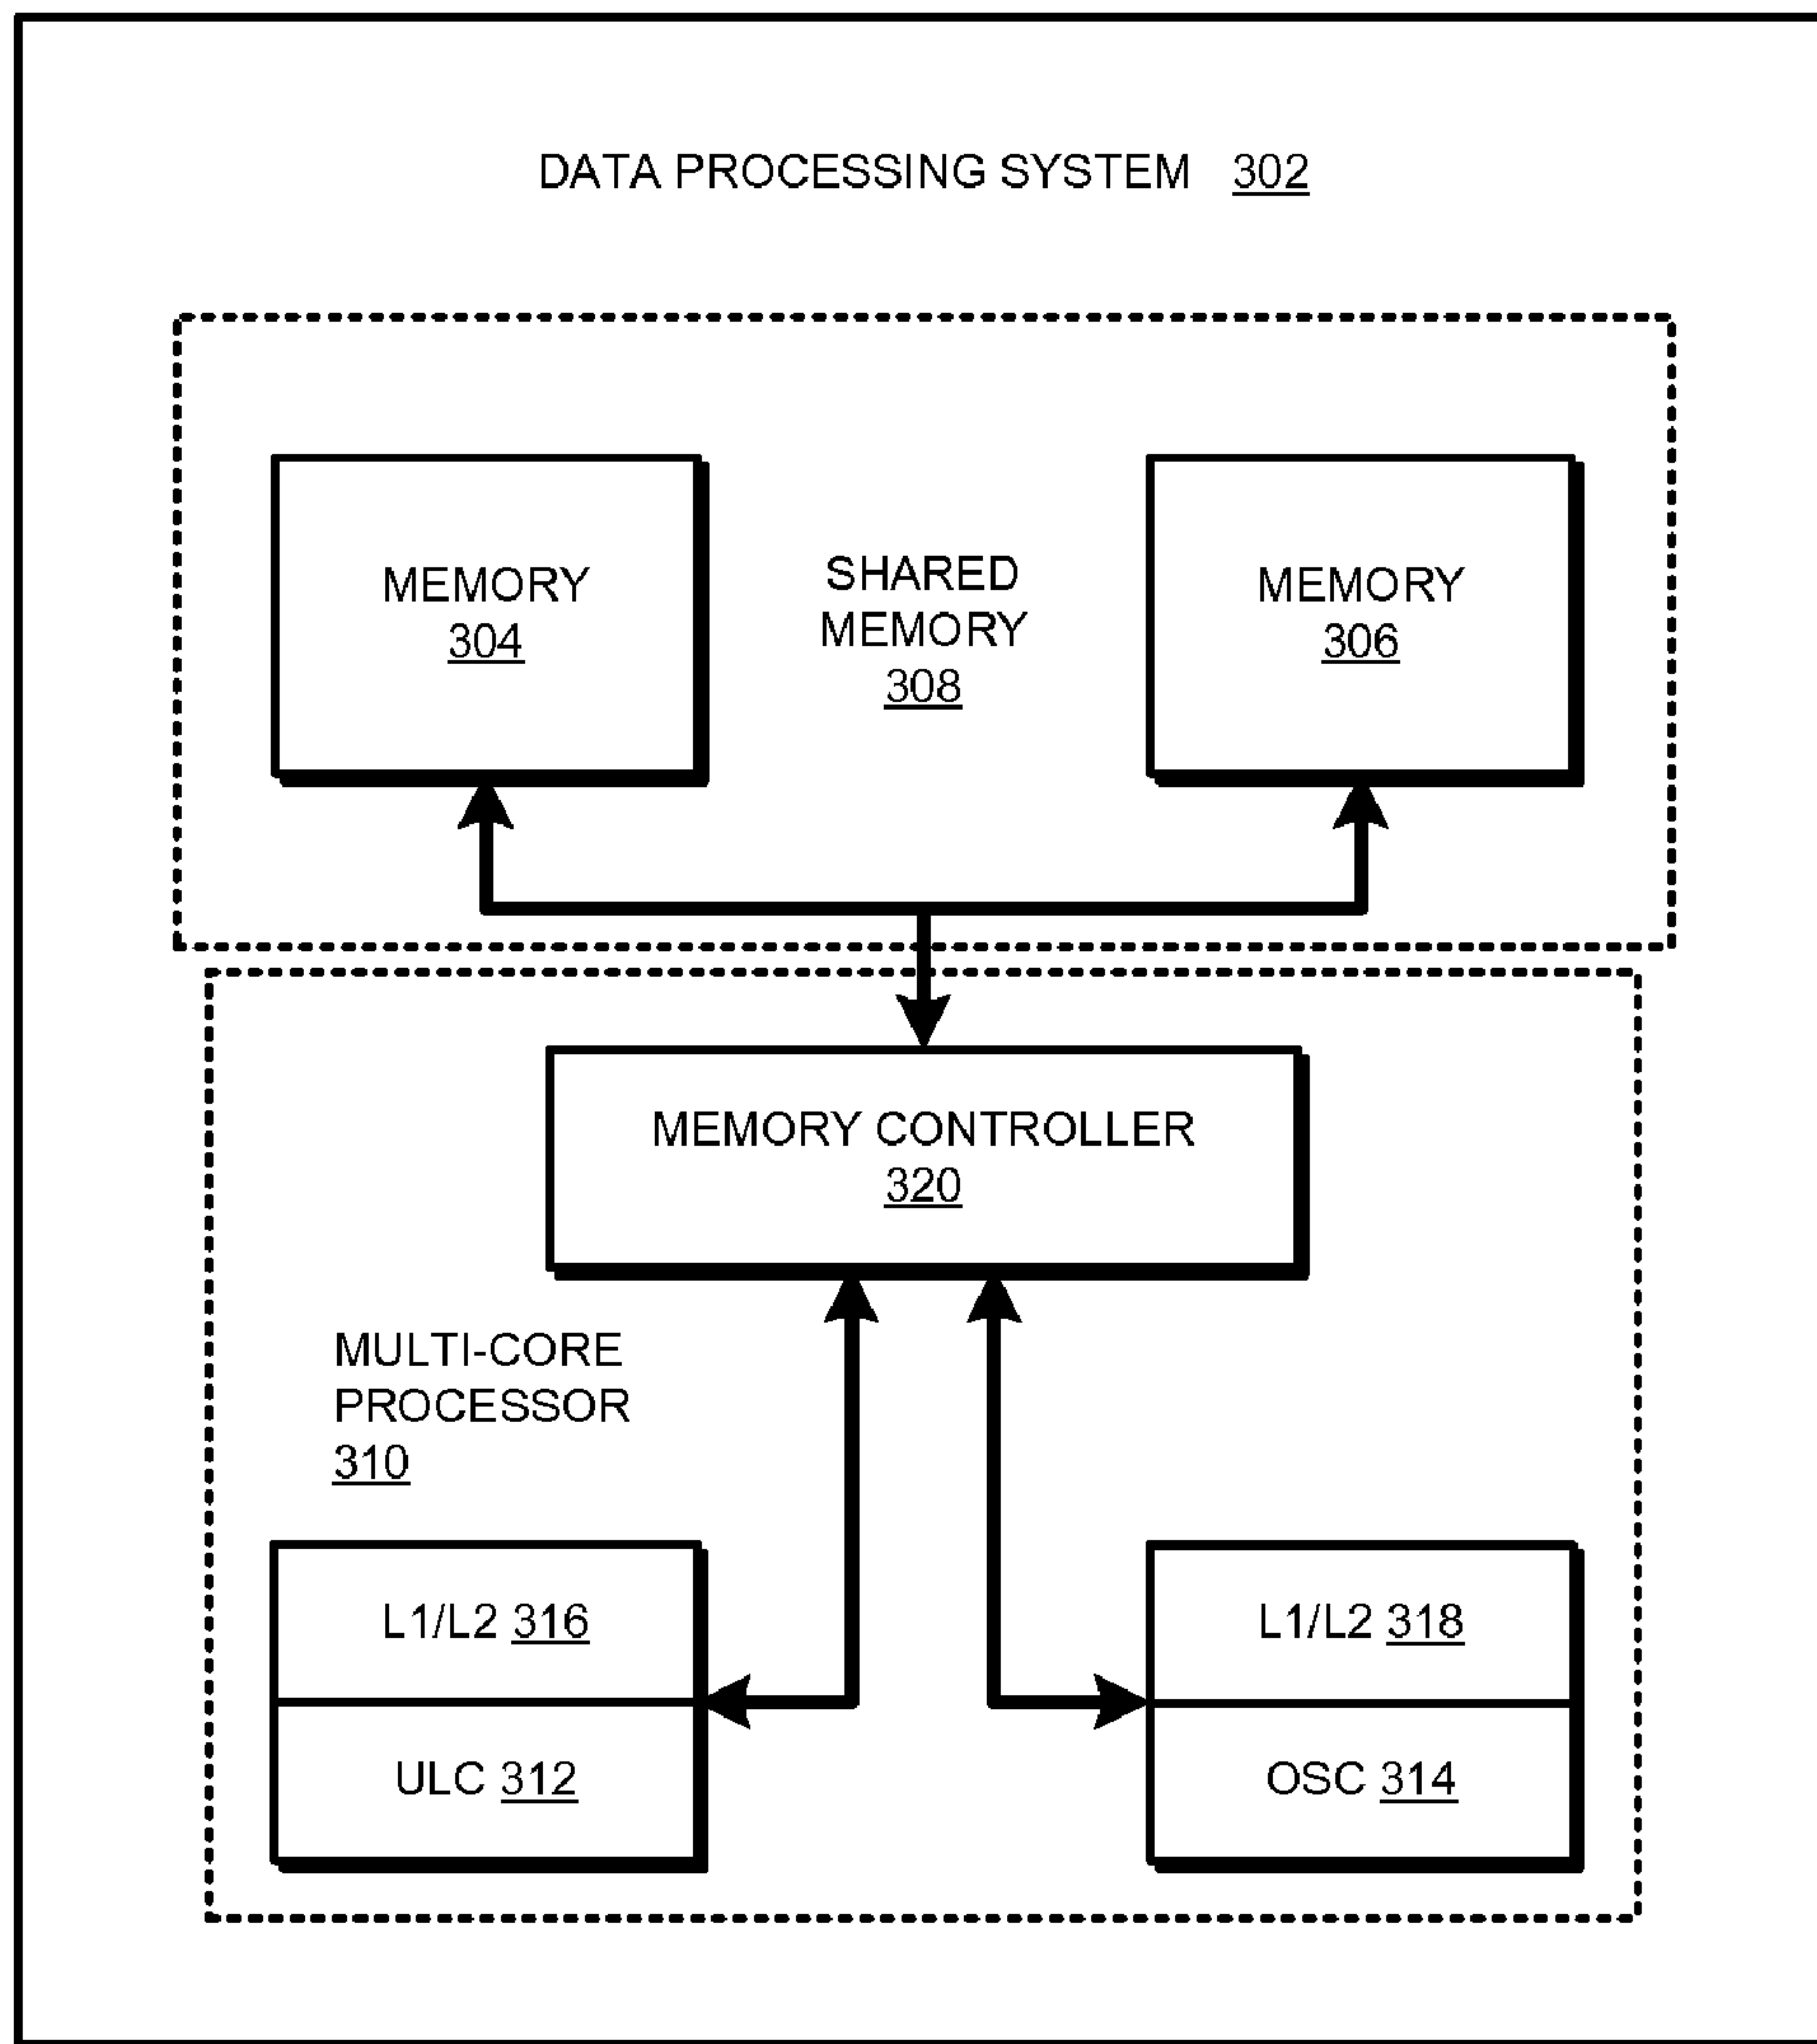 DATA PROCESSING SYSTEM 302
MEMORY
304
SHARED
MEMORY
308
MEMORY
306
MEMORY CONTROLLER
320
MULTI-CORE
PROCESSOR
310
L1/L2 316
ULC 312
L1/L2 318
OSC 314